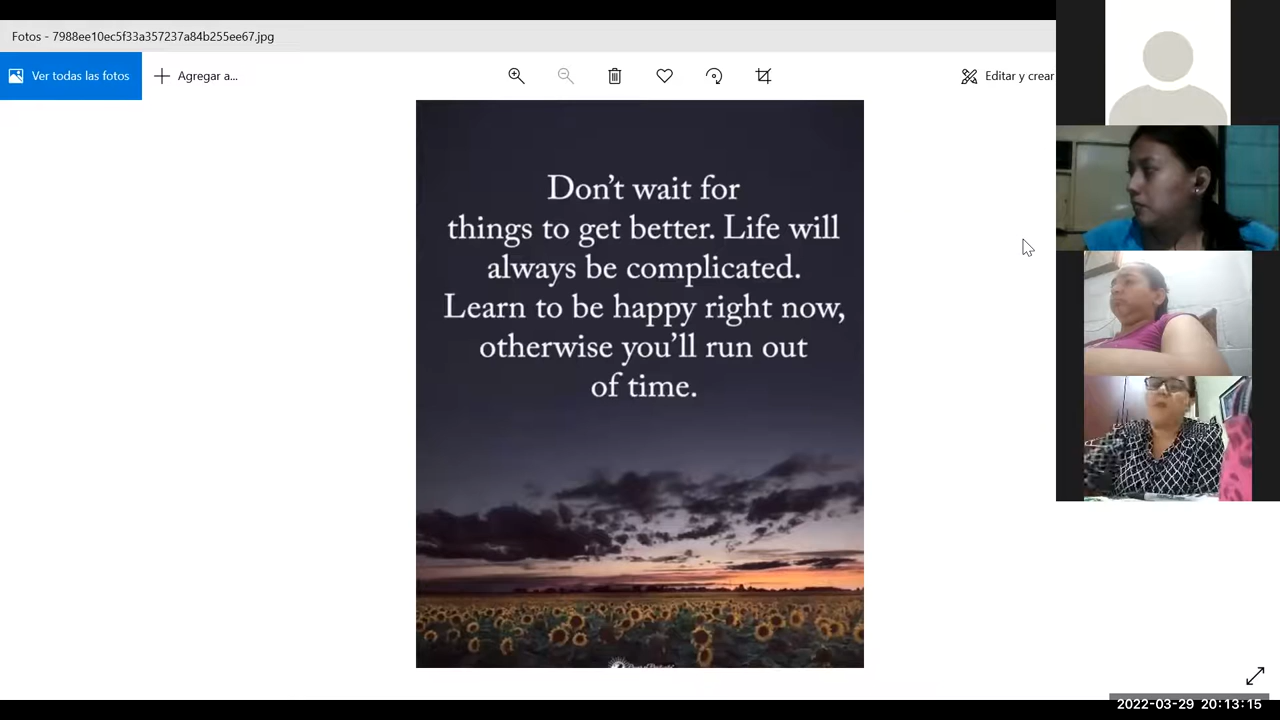 Fotos - 7988ee10ec5f33a357237a84b255ee67.jpg
Ver todas las fotos
Agregar a...
Editar y crear
Don't wait for
things to get better. Life will
always be complicated.
Learn to be happy right now,
otherwise you'll run out
of time.
2022-03-29 20:13:15